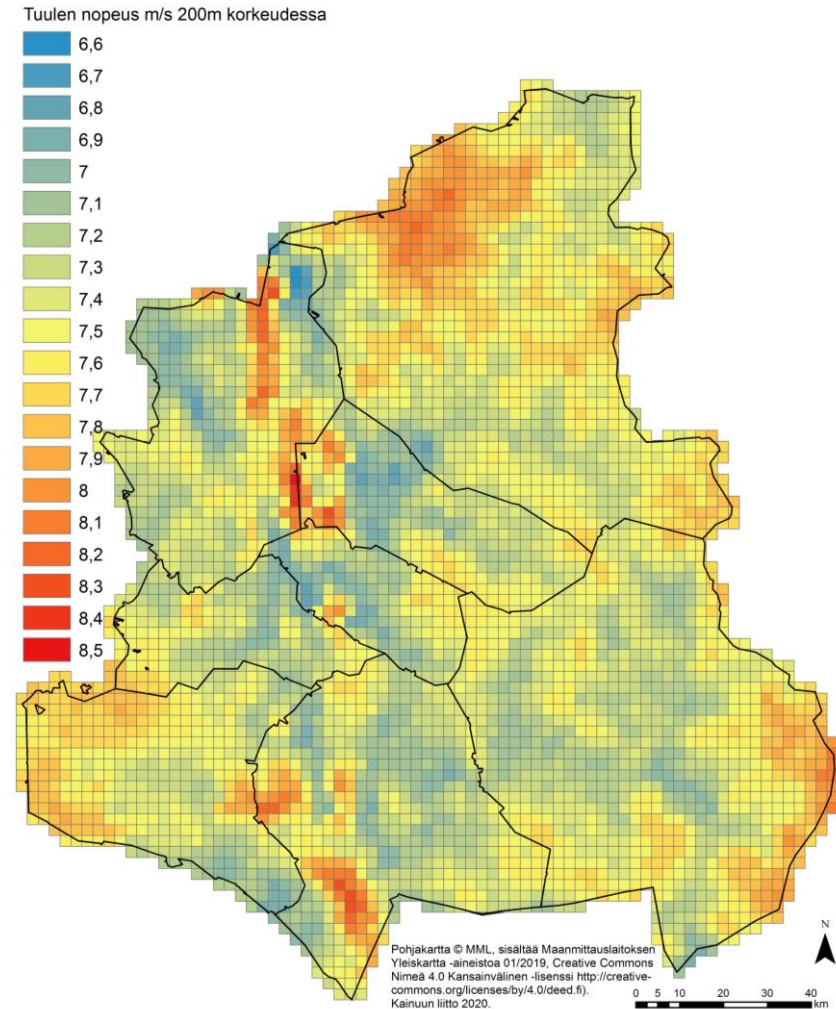 Tuulen nopeus m/s 200m korkeudessa
6,6
6,7
6,8
6,9
7
7,1
7,2
7,3
7,4
7,5
7,6
7,7
7,8
7,9
8
8,1
8,2
8,3
8,4
8,5
Pohjakartta © MML, sisältää Maanmittauslaitoksen
Yleiskartta -aineistoa 01/2019, Creative Commons
Nimeä 4.0 Kansainvälinen -lisenssi http://creative-
commons.org/licenses/by/4.0/deed.fi).
Kainuun liitto 2020.
N
0 5 10 20 30 40
km